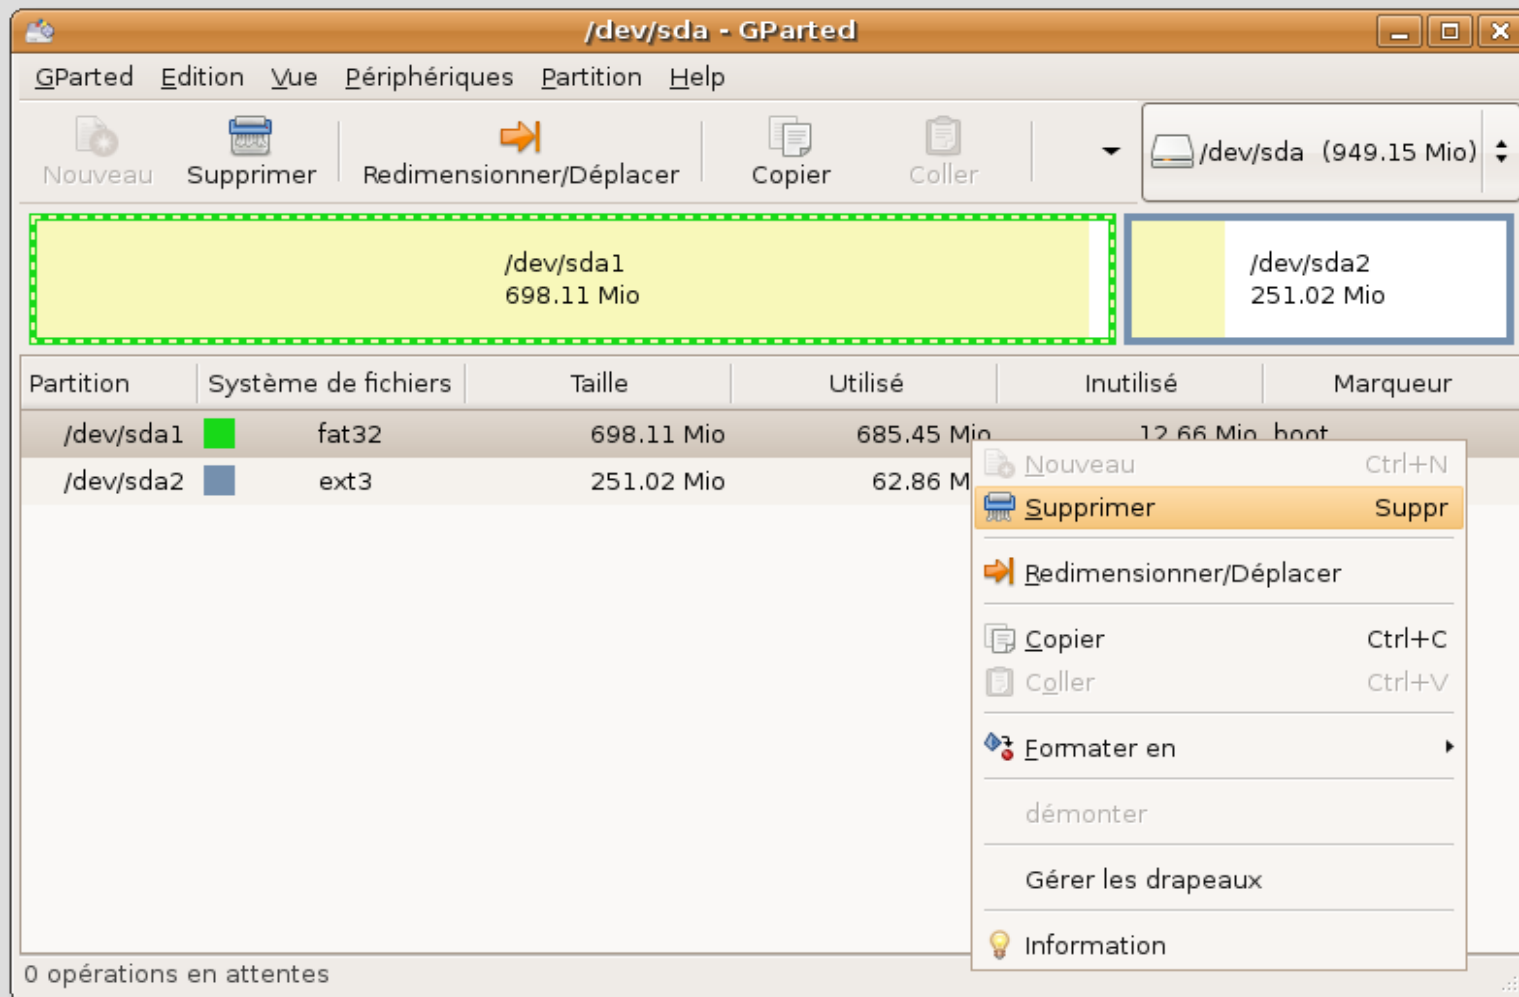 /dev/sda - GParted
GParted Edition Vue Périphériques Partition Help
Nouveau Supprimer Redimensionner/Déplacer Copier Coller /dev/sda (949.15 Mio)
/dev/sda1
698.11 Mio
/dev/sda2
251.02 Mio
Partition Système de fichiers Taille Utilisé Inutilisé Marqueur
/dev/sda1 fat32 698.11 Mio 685.45 Mio 12.66 Mio boot
/dev/sda2 ext3 251.02 Mio 62.86 M
Nouveau Ctrl+N
Supprimer Suppr
Redimensionner/Déplacer
Copier Ctrl+C
Coller Ctrl+V
Formater en
démonter
Gérer les drapeaux
Information
0 opérations en attentes